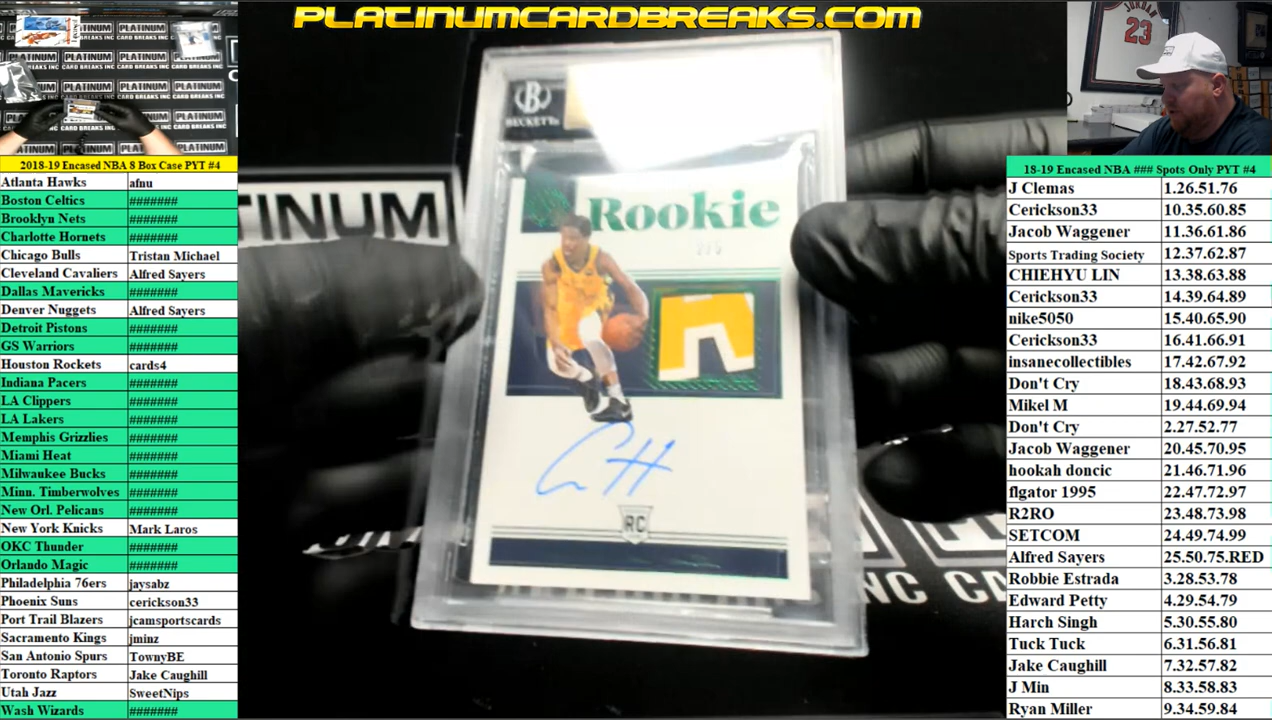 PLATINUMCARDBREAKS.COM
2018-19 Encased NBA 8 Box Case PYT #4
Atlanta Hawks afnu
Boston Celtics #######
Brooklyn Nets #######
Charlotte Hornets #######
Chicago Bulls Tristan Michael
Cleveland Cavaliers Alfred Sayers
Dallas Mavericks #######
Denver Nuggets Alfred Sayers
Detroit Pistons #######
GS Warriors #######
Houston Rockets cards4
Indiana Pacers #######
LA Clippers #######
LA Lakers #######
Memphis Grizzlies #######
Miami Heat #######
Milwaukee Bucks #######
Minn. Timberwolves #######
New Orl. Pelicans #######
New York Knicks Mark Laros
OKC Thunder #######
Orlando Magic #######
Philadelphia 76ers jaysabz
Phoenix Suns cerickson33
Port Trail Blazers jcamsportscards
Sacramento Kings jminz
San Antonio Spurs TownyBE
Toronto Raptors Jake Caughill
Utah Jazz SweetNips
Wash Wizards #######
BECKETT
Rookie
CH
RC
TINUM
NC CA
JORDAN
23
18-19 Encased NBA ### Spots Only PYT #4
J Clemas 1.26.51.76
Cerickson33 10.35.60.85
Jacob Waggener 11.36.61.86
Sports Trading Society 12.37.62.87
CHIEHYU LIN 13.38.63.88
Cerickson33 14.39.64.89
nike5050 15.40.65.90
Cerickson33 16.41.66.91
insanecollectibles 17.42.67.92
Don't Cry 18.43.68.93
Mikel M 19.44.69.94
Don't Cry 2.27.52.77
Jacob Waggener 20.45.70.95
hookah doncic 21.46.71.96
flgator 1995 22.47.72.97
R2RO 23.48.73.98
SETCOM 24.49.74.99
Alfred Sayers 25.50.75.RED
Robbie Estrada 3.28.53.78
Edward Petty 4.29.54.79
Harch Singh 5.30.55.80
Tuck Tuck 6.31.56.81
Jake Caughill 7.32.57.82
J Min 8.33.58.83
Ryan Miller 9.34.59.84